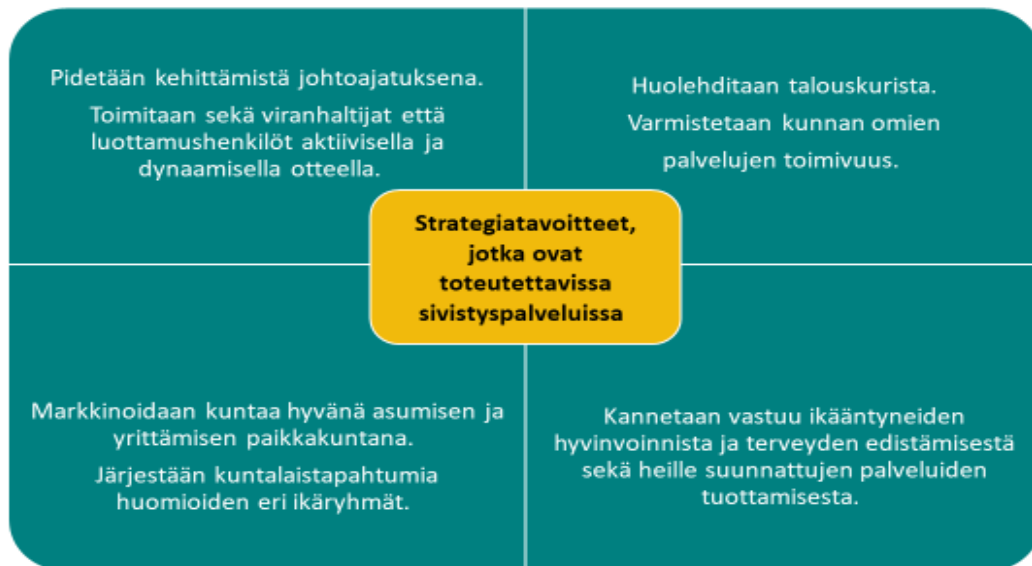 Pidetään kehittämistä johtoajatuksena.
Toimitaan sekä viranhaltijat että
luottamushenkilöt aktiivisella ja
dynaamisella otteella.
Huolehditaan talouskurista.
Varmistetaan kunnan omien
palvelujen toimivuus.
Strategiatavoitteet,
jotka ovat
toteutettavissa
sivistyspalveluissa
Markkinoidaan kuntaa hyvänä asumisen ja
yrittämisen paikkakuntana.
Järjestään kuntalaistapahtumia
huomioiden eri ikäryhmät.
Kannetaan vastuu ikääntyneiden
hyvinvoinnista ja terveyden edistämisestä
sekä heille suunnattujen palveluiden
tuottamisesta.